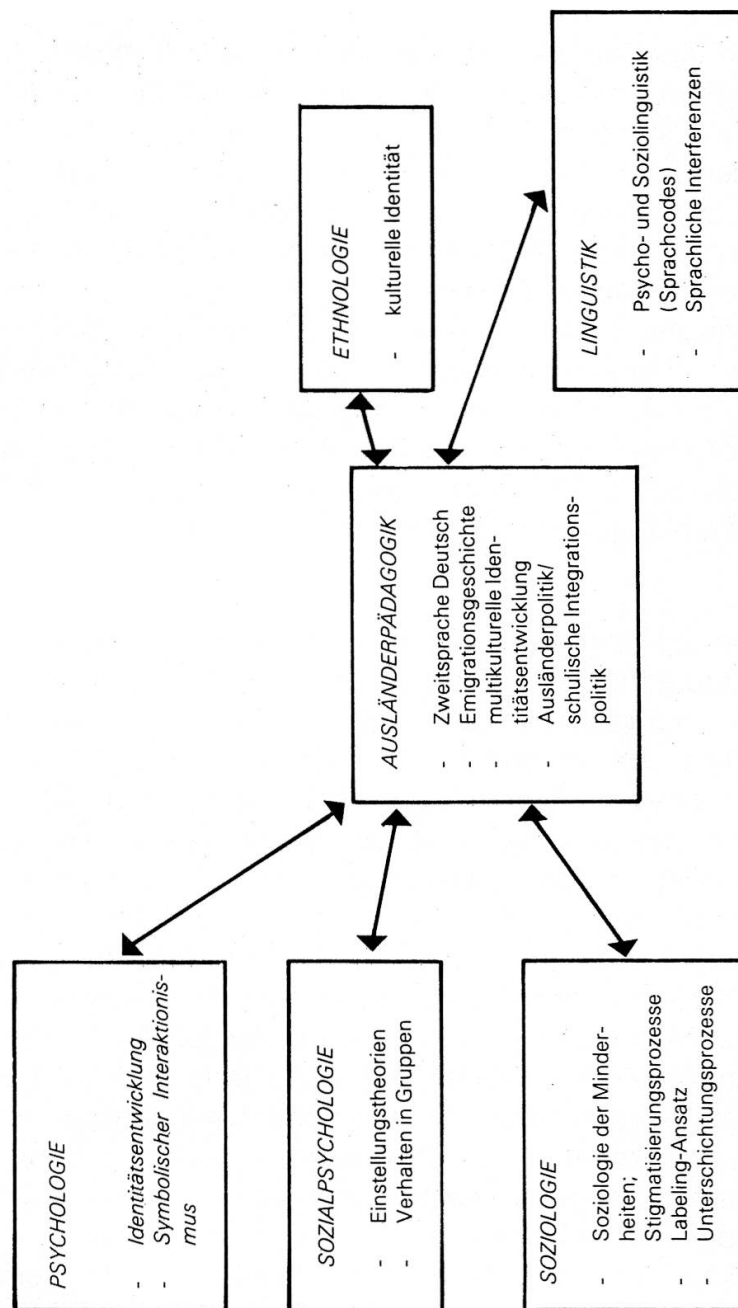 PSYCHOLOGIE
- Identitätsentwicklung
- Symbolischer Interaktionis-
mus
SOZIALPSYCHOLOGIE
- Einstellungstheorien
- Verhalten in Gruppen
SOZIOLOGIE
- Soziologie der Minder-
heiten;
Stigmatisierungsprozesse
- Labeling-Ansatz
- Unterschichtungsprozesse
AUSLÄNDERPÄDAGOGIK
- Zweitsprache Deutsch
- Emigrationsgeschichte
- multikulturelle Iden-
titätsentwicklung
- Ausländerpolitik/
schulische Integrations-
politik
ETHNOLOGIE
- kulturelle Identität
LINGUISTIK
- Psycho- und Soziolinguistik
(Sprachcodes)
- Sprachliche Interferenzen